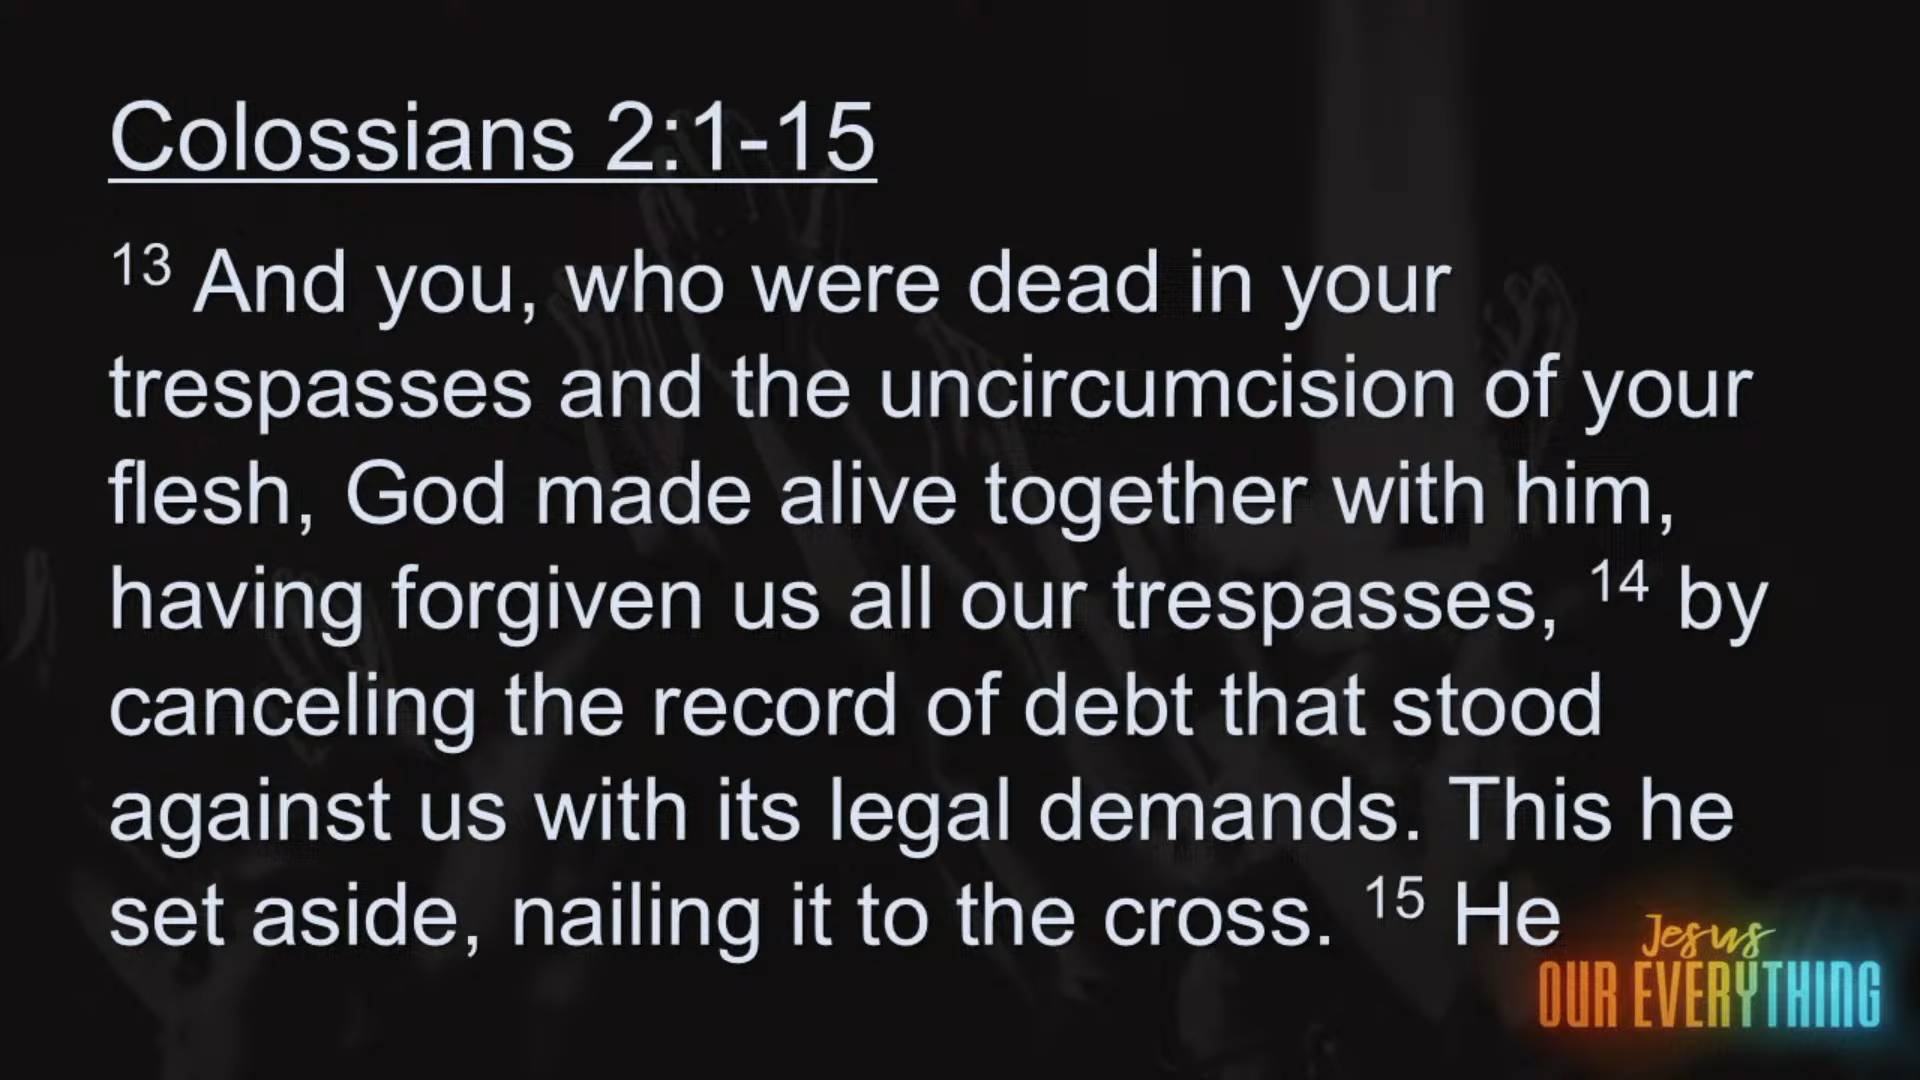 Colossians 2:1-15
13 And you, who were dead in your
trespasses and the uncircumcision of your
flesh, God made alive together with him,
having forgiven us all our trespasses, 14 by
canceling the record of debt that stood
against us with its legal demands. This he
set aside, nailing it to the cross. 15 He
Jesus
OUR EVERYTHING